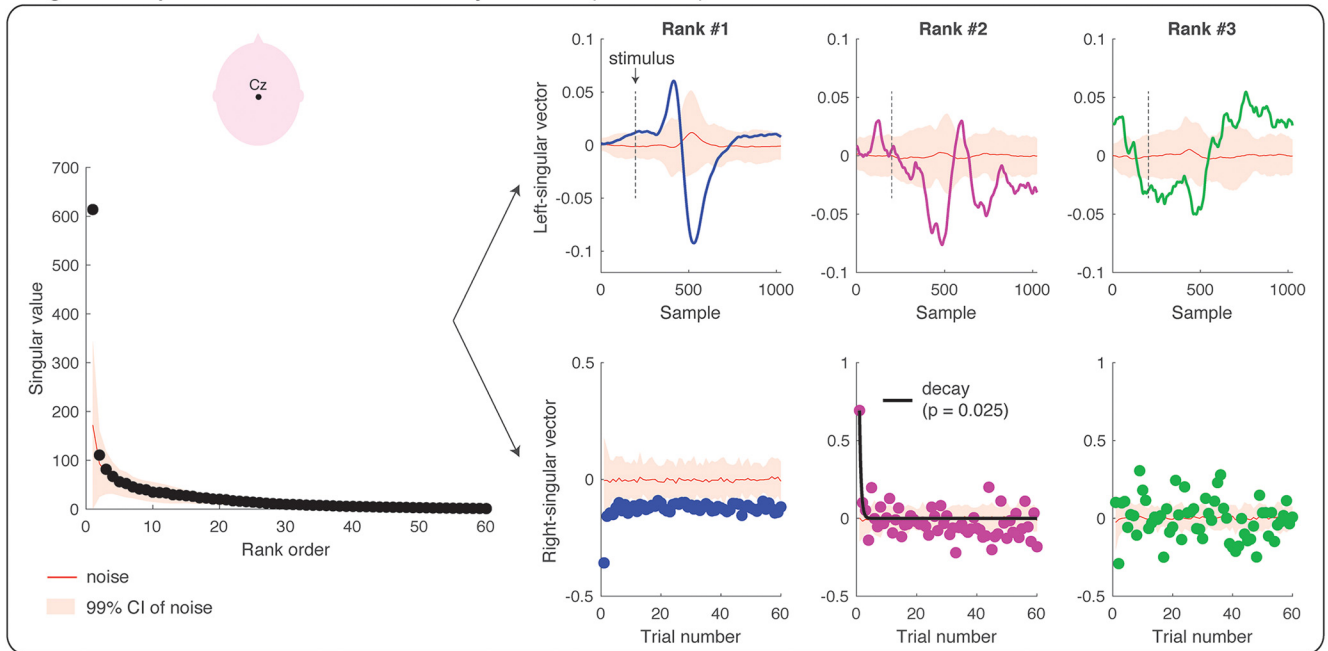 Cz
700
600
500
400
300
200
100
0
Singular value
0 10 20 30 40 50 60
Rank order
noise
99% CI of noise
Rank #1
stimulus
0.1
0.05
0
-0.05
-0.1
Left-singular vector
0 500 1000
Sample
Rank #2
0.1
0.05
0
-0.05
-0.1
0 500 1000
Sample
Rank #3
0.1
0.05
0
-0.05
-0.1
0 500 1000
Sample
0.5
0
-0.5
Right-singular vector
0 20 40 60
Trial number
1
0.5
0
-0.5
decay
(p = 0.025)
0 20 40 60
Trial number
1
0.5
0
-0.5
0 20 40 60
Trial number